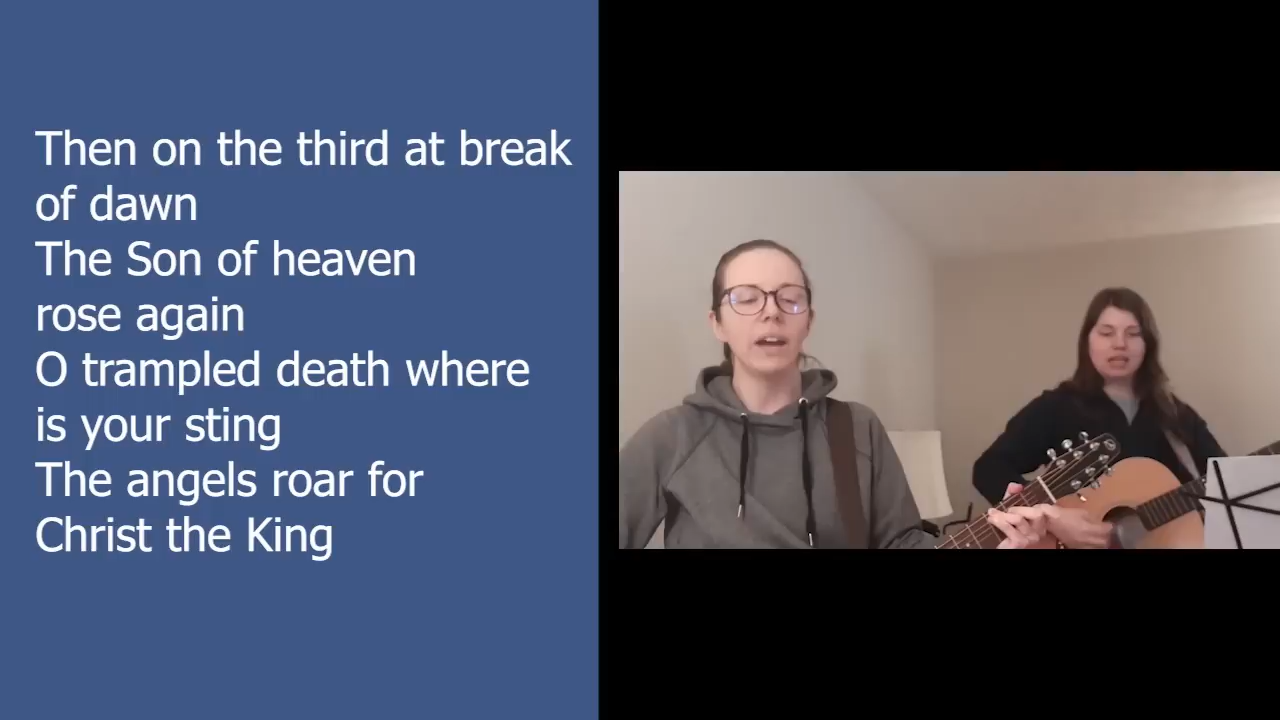 Then on the third at break
of dawn
The Son of heaven
rose again
O trampled death where
is your sting
The angels roar for
Christ the King